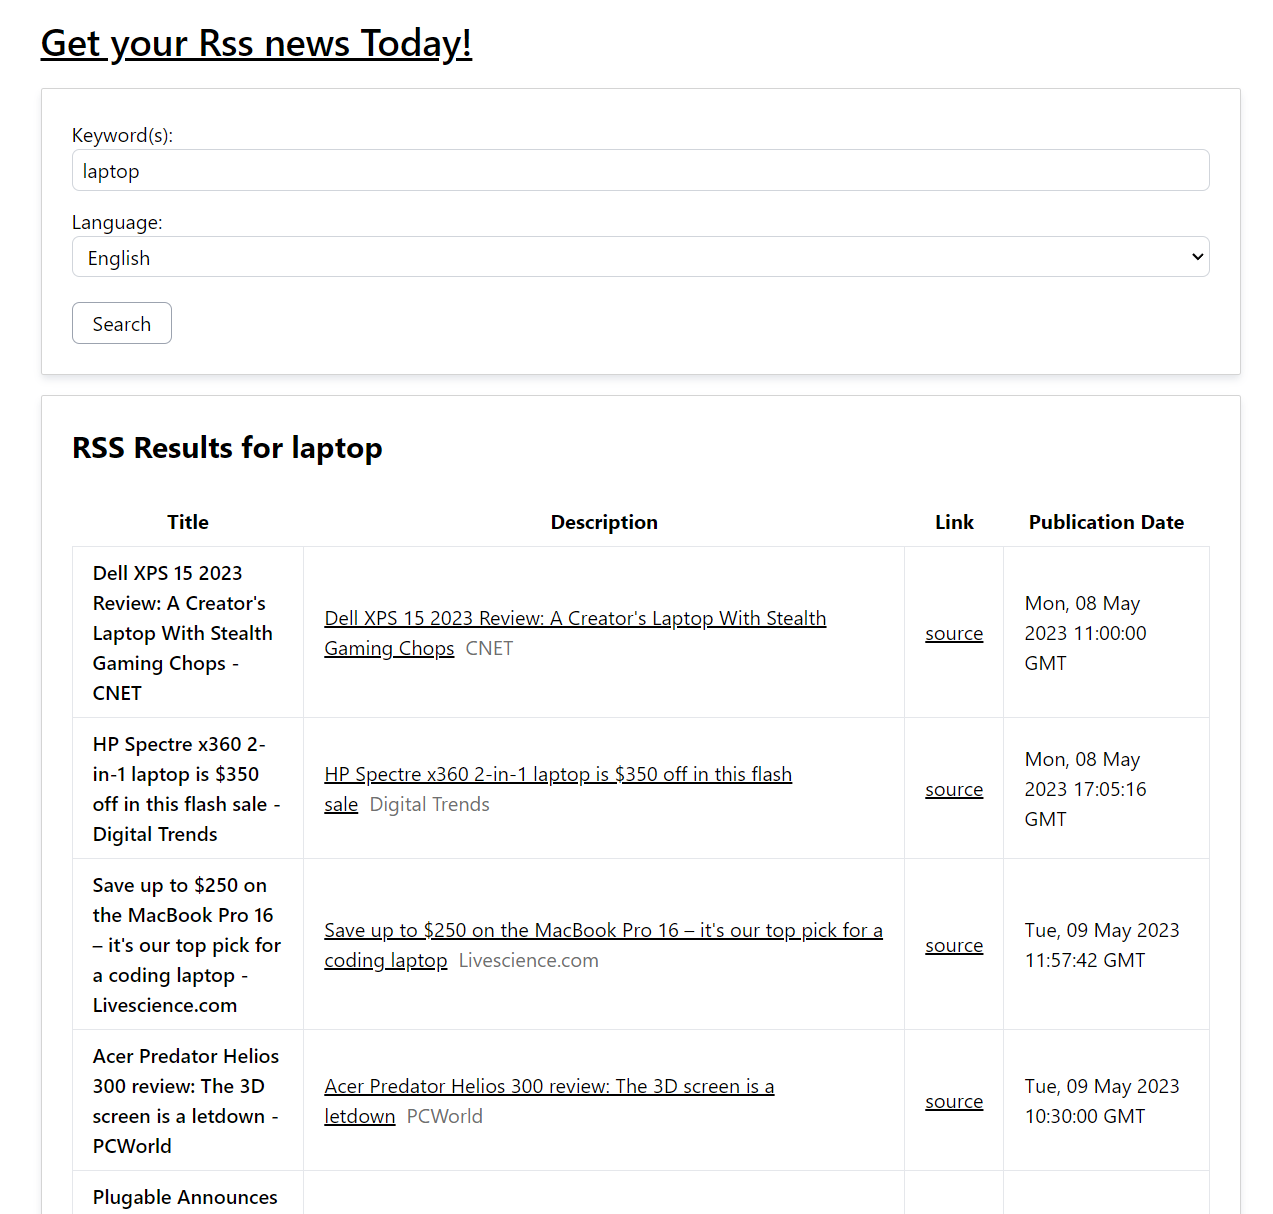 Get your Rss news Today!
Keyword(s):
laptop
Language:
English
Search
RSS Results for laptop
Title Description Link Publication Date
Dell XPS 15 2023
Review: A Creator's
Laptop With Stealth
Gaming Chops -
CNET
Dell XPS 15 2023 Review: A Creator's Laptop With Stealth
Gaming Chops CNET
source
Mon, 08 May
2023 11:00:00
GMT
HP Spectre x360 2-
in-1 laptop is $350
off in this flash sale -
Digital Trends
HP Spectre x360 2-in-1 laptop is $350 off in this flash
sale Digital Trends
source
Mon, 08 May
2023 17:05:16
GMT
Save up to $250 on
the MacBook Pro 16
– it's our top pick for
a coding laptop -
Livescience.com
Save up to $250 on the MacBook Pro 16 – it's our top pick for a
coding laptop Livescience.com
source
Tue, 09 May 2023
11:57:42 GMT
Acer Predator Helios
300 review: The 3D
screen is a letdown -
PCWorld
Acer Predator Helios 300 review: The 3D screen is a
letdown PCWorld
source
Tue, 09 May 2023
10:30:00 GMT
Plugable Announces